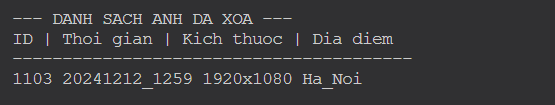 --- DANH SACH ANH DA XOA ---
ID | Thoi gian | Kich thuoc | Dia diem
----------------------------------------
1103 20241212_1259 1920x1080 Ha_Noi